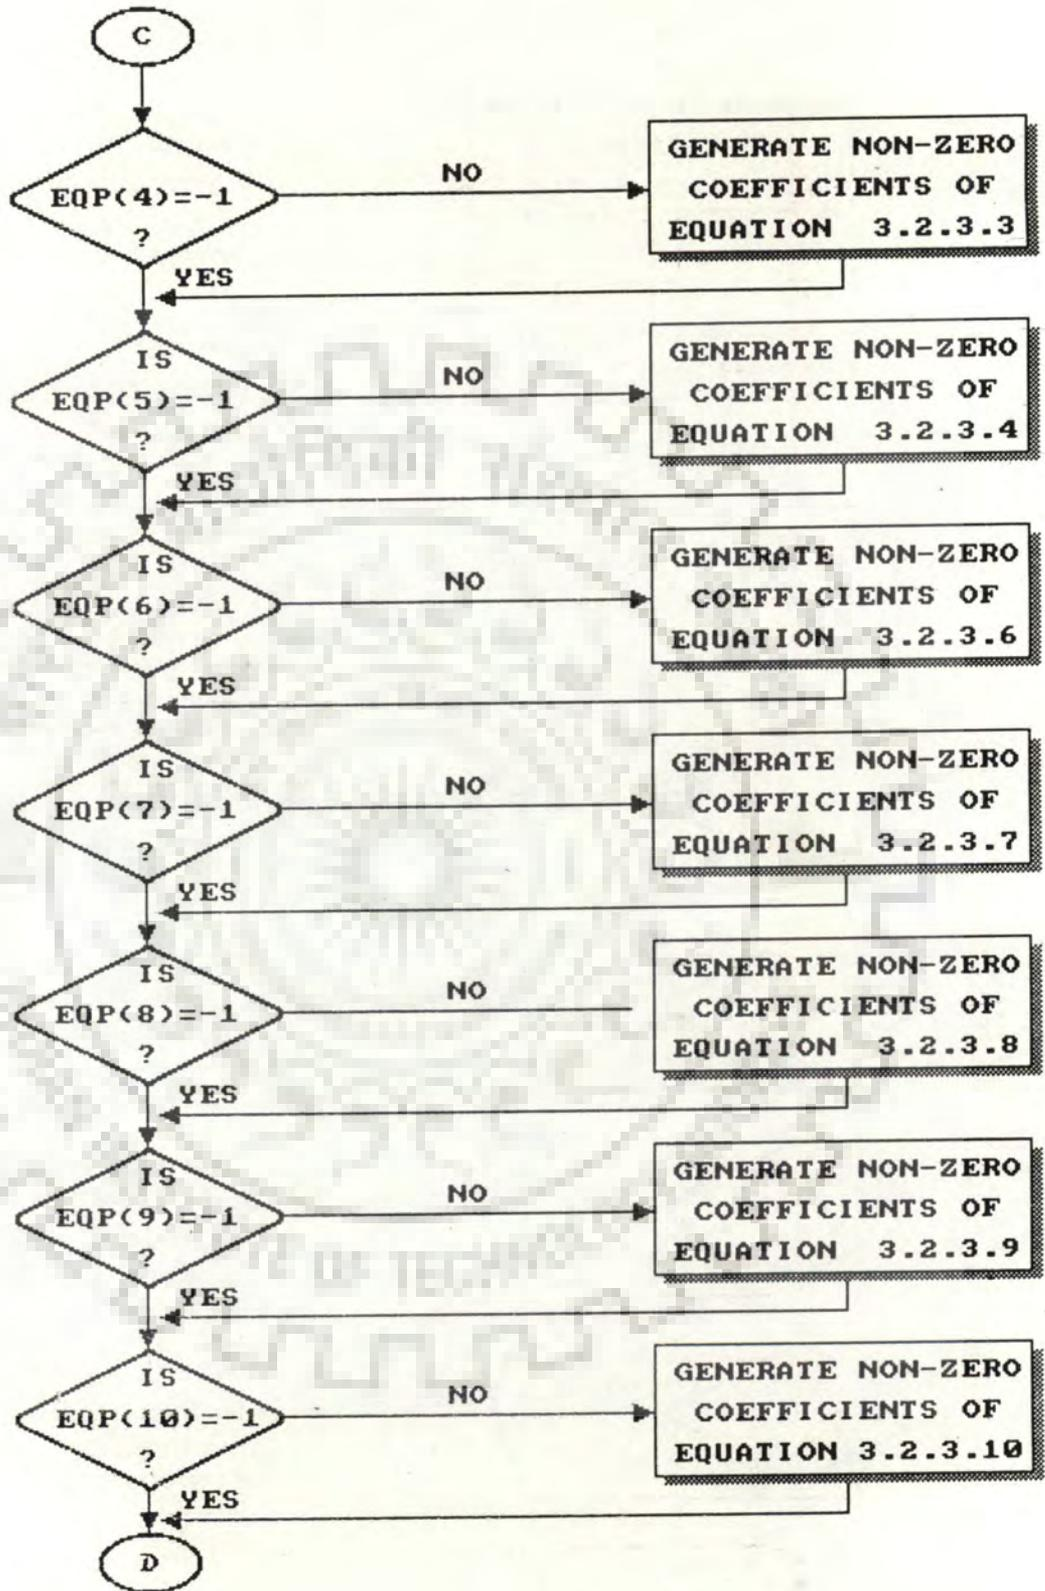 C
EQP(4)=-1
?
NO
GENERATE NON-ZERO
COEFFICIENTS OF
EQUATION 3.2.3.3
YES
IS
EQP(5)=-1
?
NO
GENERATE NON-ZERO
COEFFICIENTS OF
EQUATION 3.2.3.4
YES
IS
EQP(6)=-1
?
NO
GENERATE NON-ZERO
COEFFICIENTS OF
EQUATION 3.2.3.6
YES
IS
EQP(7)=-1
?
NO
GENERATE NON-ZERO
COEFFICIENTS OF
EQUATION 3.2.3.7
YES
IS
EQP(8)=-1
?
NO
GENERATE NON-ZERO
COEFFICIENTS OF
EQUATION 3.2.3.8
YES
IS
EQP(9)=-1
?
NO
GENERATE NON-ZERO
COEFFICIENTS OF
EQUATION 3.2.3.9
YES
IS
EQP(10)=-1
?
NO
GENERATE NON-ZERO
COEFFICIENTS OF
EQUATION 3.2.3.10
YES
D
OF TECHNOLOGY